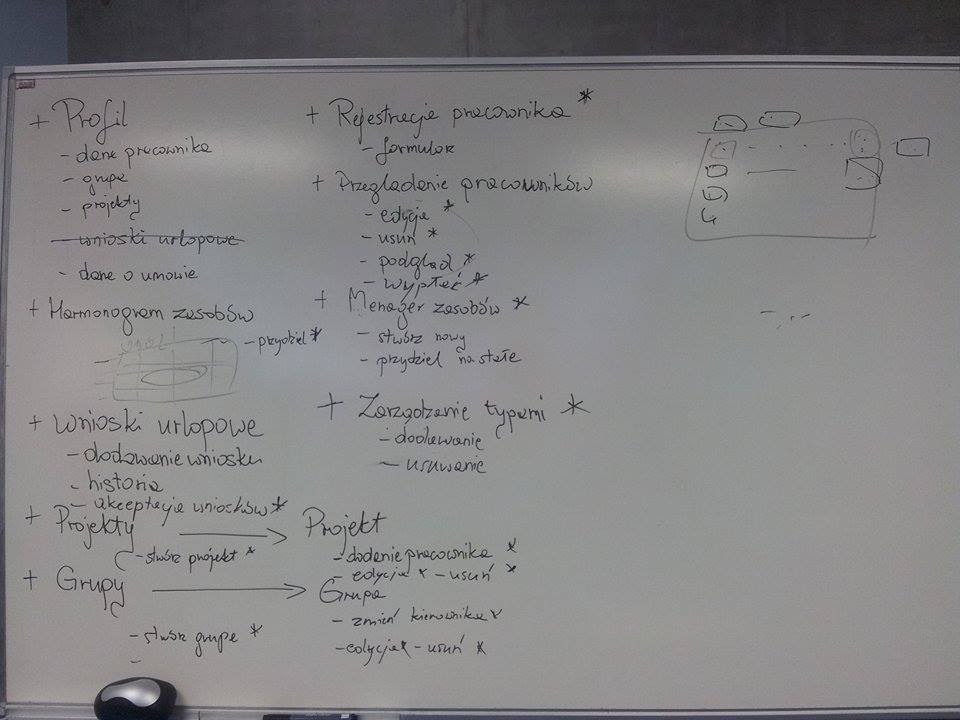 + Profil
- dane pracownika
- grupa
- projekty
- wnioski urlopowe
- dane o umowie
+ Harmonogram zasobów
- przydziel *
+ Wnioski urlopowe
- dodawanie wniosku
- historia
- akceptacja wniosków *
+ Projekty
- stwórz projekt *
+ Grupy
- stwórz grupę *
-
+ Rejestracja pracownika *
- formularz
+ Przeglądanie pracowników
- edycja *
- usuń *
- podgląd *
- wypłać *
+ Menager zasobów *
- stwórz nowy
- przydziel na stałe
+ Zarządzanie typami *
- dodawanie
- usuwanie
Projekt
- dodanie pracownika *
- edycja * - usuń *
Grupa
- zmień kierownika *
- edycja * - usuń *